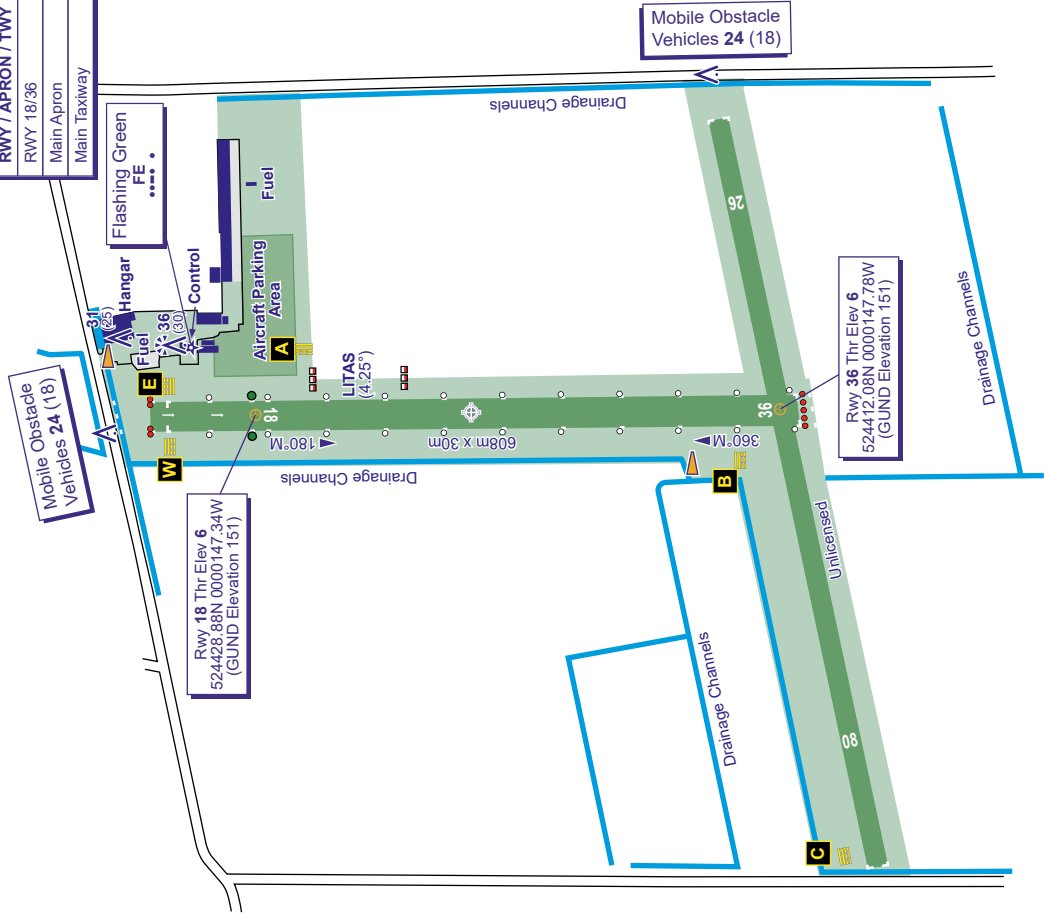 RWY / APRON / TWY
RWY 18/36
Main Apron
Main Taxiway
Mobile Obstacle
Vehicles 24 (18)
Flashing Green
FE
Drainage Channels
Fuel
Hangar
Control
31
(25)
36
(30)
Fuel
Aircraft Parking
Area
A
E
W
Mobile Obstacle
Vehicles 24 (18)
LITAS
(4.25°)
18
180°M
608m x 30m
360°M
36
26
Drainage Channels
Rwy 18 Thr Elev 6
524428.88N 0000147.34W
(GUND Elevation 151)
Rwy 36 Thr Elev 6
524412.08N 0000147.78W
(GUND Elevation 151)
B
Unlicensed
Drainage Channels
Drainage Channels
08
C